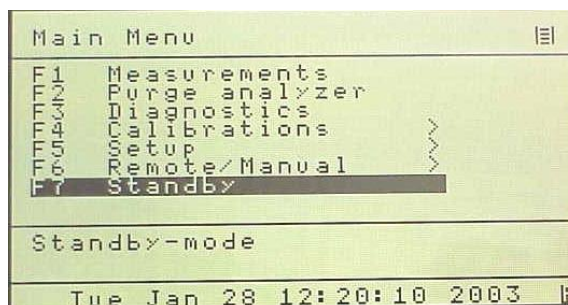 Main Menu
F1 Measurements
F2 Purge analyzer
F3 Diagnostics
F4 Calibrations >
F5 Setup >
F6 Remote/Manual >
F7 Standby
Standby-mode
Tue Jan 28 12:20:10 2003